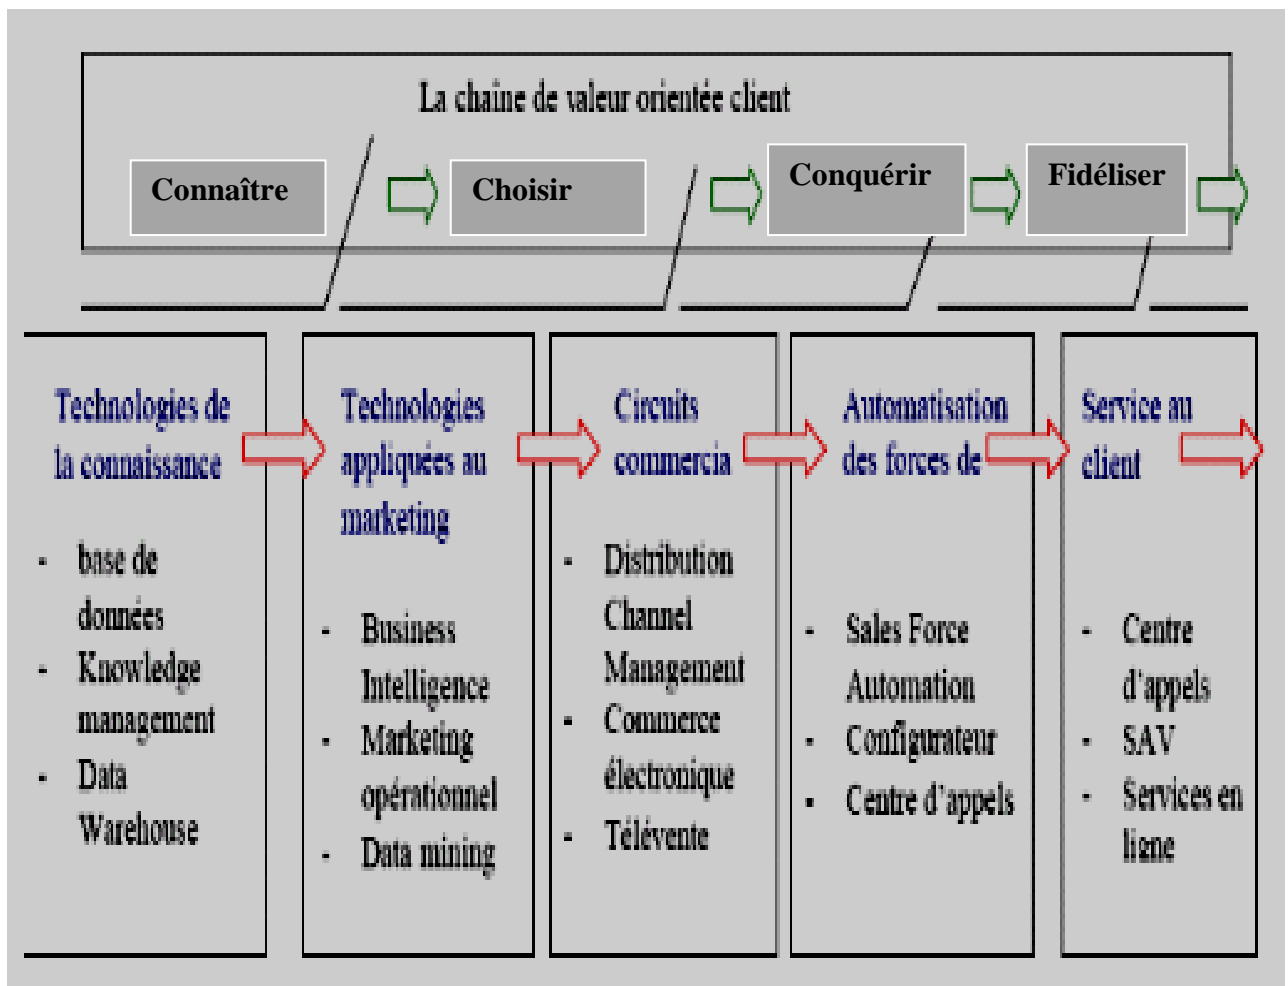 La chaîne de valeur orientée client
Connaître
Choisir
Conquérir
Fidéliser
Technologies de
la connaissance
- base de
données
- Knowledge
management
- Data
Warehouse
Technologies
appliquées au
marketing
- Business
Intelligence
- Marketing
opérationnel
- Data mining
Circuits
commercia
- Distribution
Channel
Management
- Commerce
électronique
- Télévente
Automatisation
des forces de
- Sales Force
Automation
- Configurateur
- Centre d'appels
Service au
client
- Centre
d'appels
- SAV
- Services en
ligne